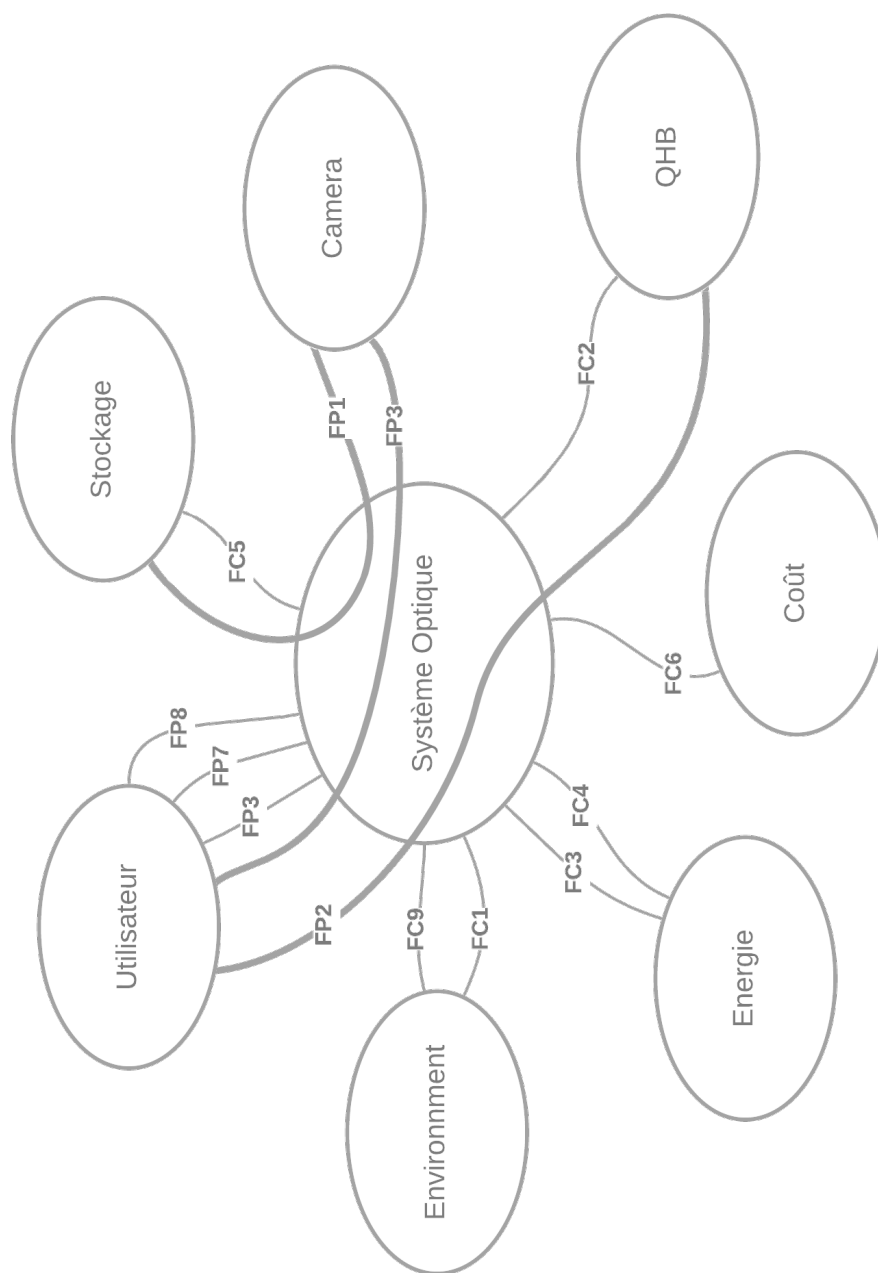 Utilisateur
Stockage
FP8
FP7
FC5
FP3
FP2
Camera
FP1
FP3
FC9
Système Optique
Environnment
FC1
FC3
FC4
FC2
QHB
FC6
Energie
Coût